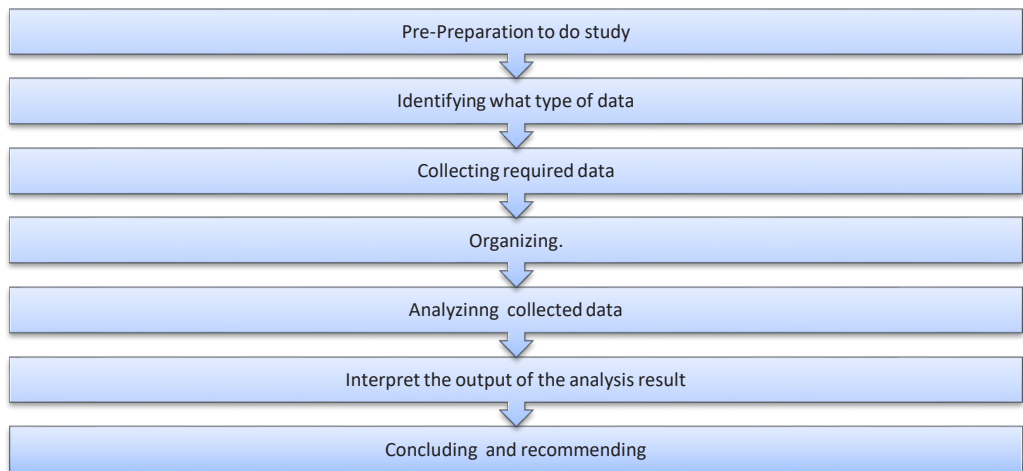 Pre-Preparation to do study
Identifying what type of data
Collecting required data
Organizing.
Analyzinng collected data
Interpret the output of the analysis result
Concluding and recommending